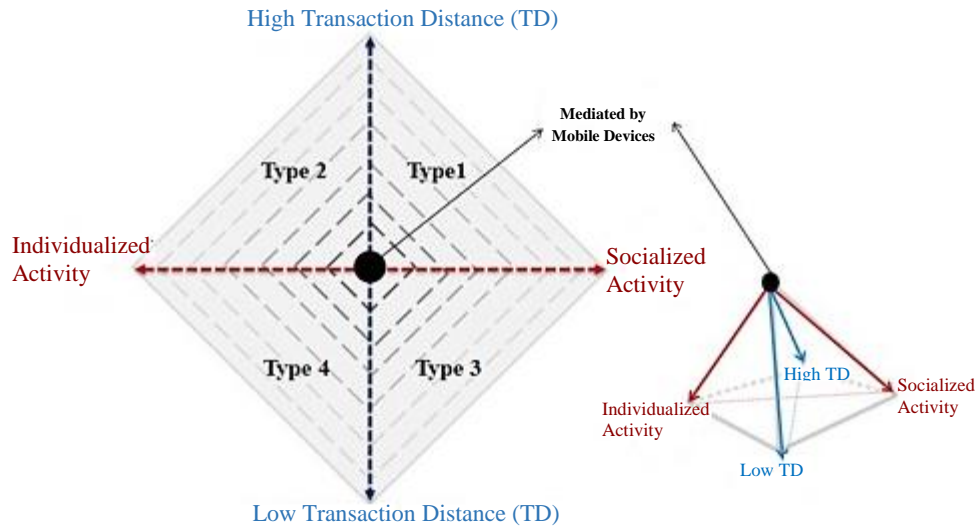 High Transaction Distance (TD)
Mediated by
Mobile Devices
Type 2
Type1
Individualized
Activity
Socialized
Activity
Type 4
Type 3
High TD
Individualized
Activity
Socialized
Activity
Low TD
Low Transaction Distance (TD)